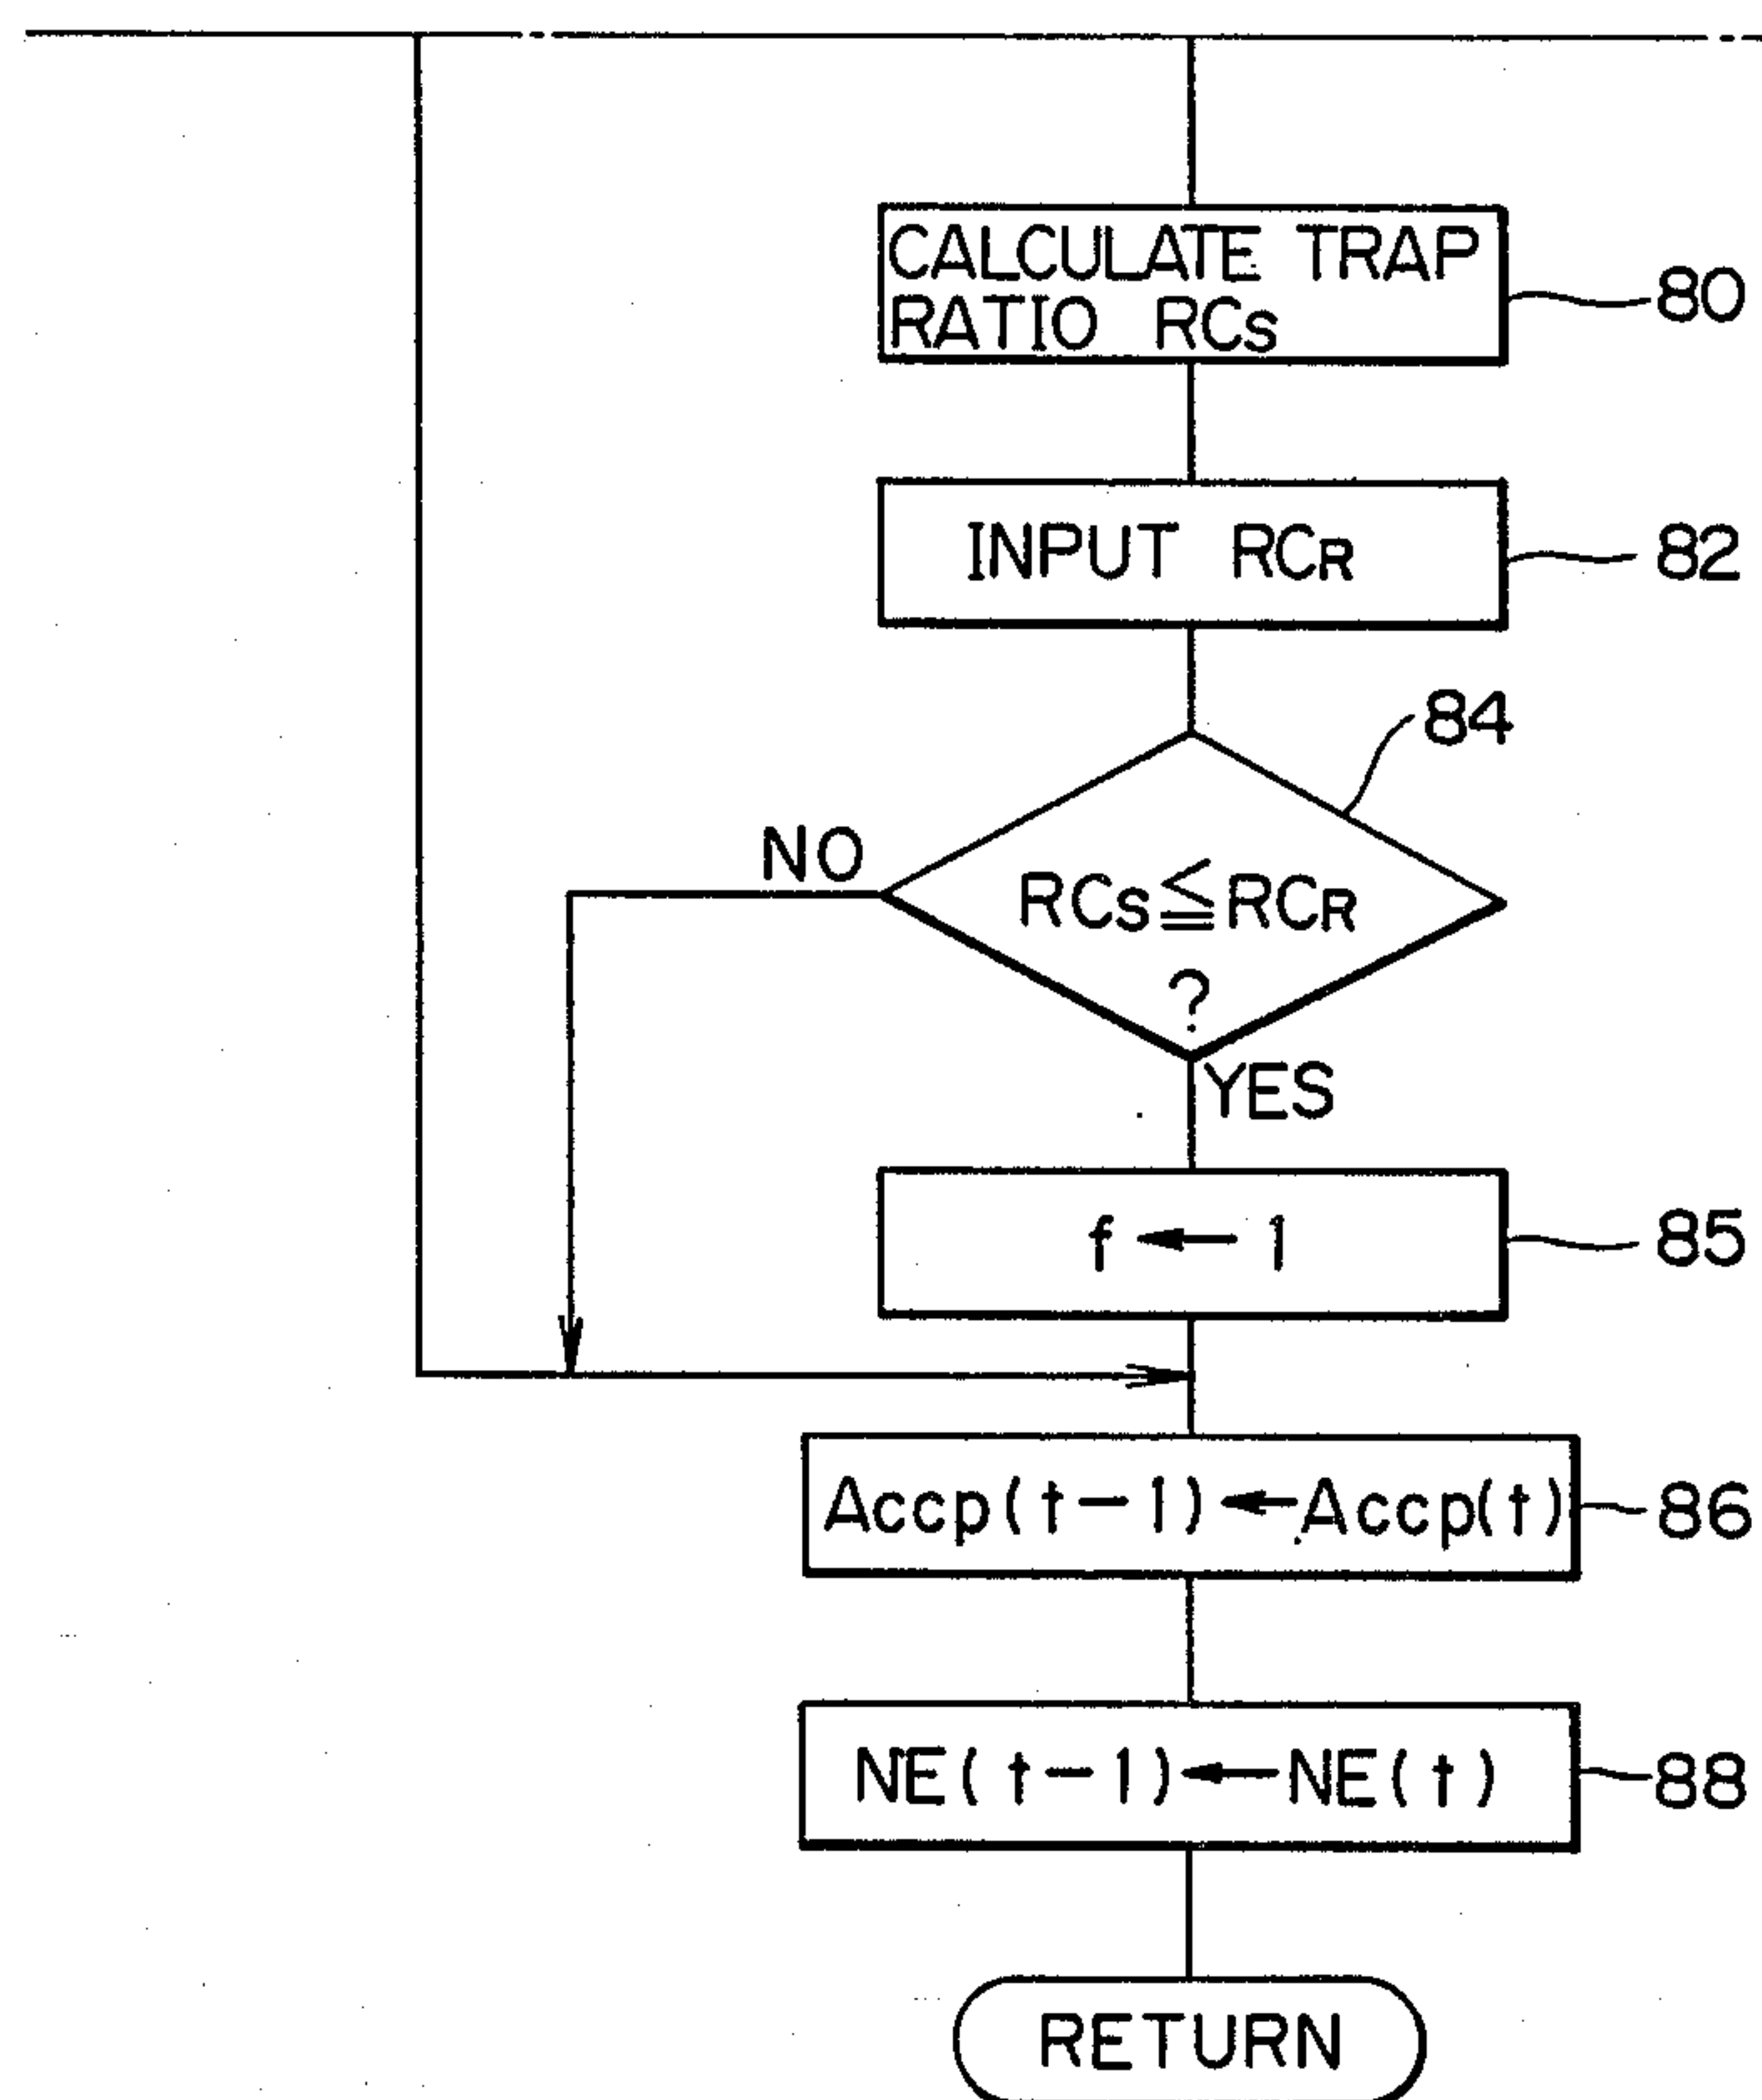 CALCULATE TRAP
RATIO RCs
80
INPUT RCR
82
84
NO
RCs≦RCR
?
YES
f ← 1
85
Accp(t-1)←Accp(t)
86
NE(t-1)←NE(t)
88
RETURN